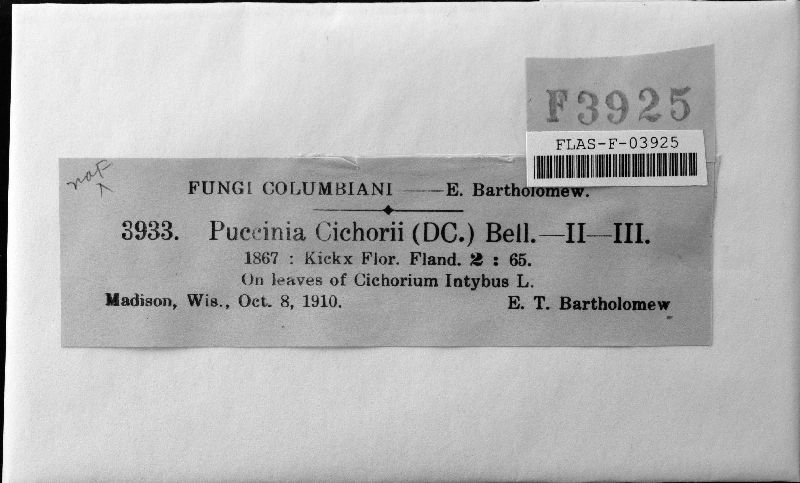 F3925
FLAS-F-03925
FUNGI COLUMBIANI —— E. Bartholomew.
3933. Puccinia Cichorii (DC.) Bell.—II—III.
1867 : Kickx Flor. Fland. 2 : 65.
On leaves of Cichorium Intybus L.
Madison, Wis., Oct. 8, 1910. E. T. Bartholomew